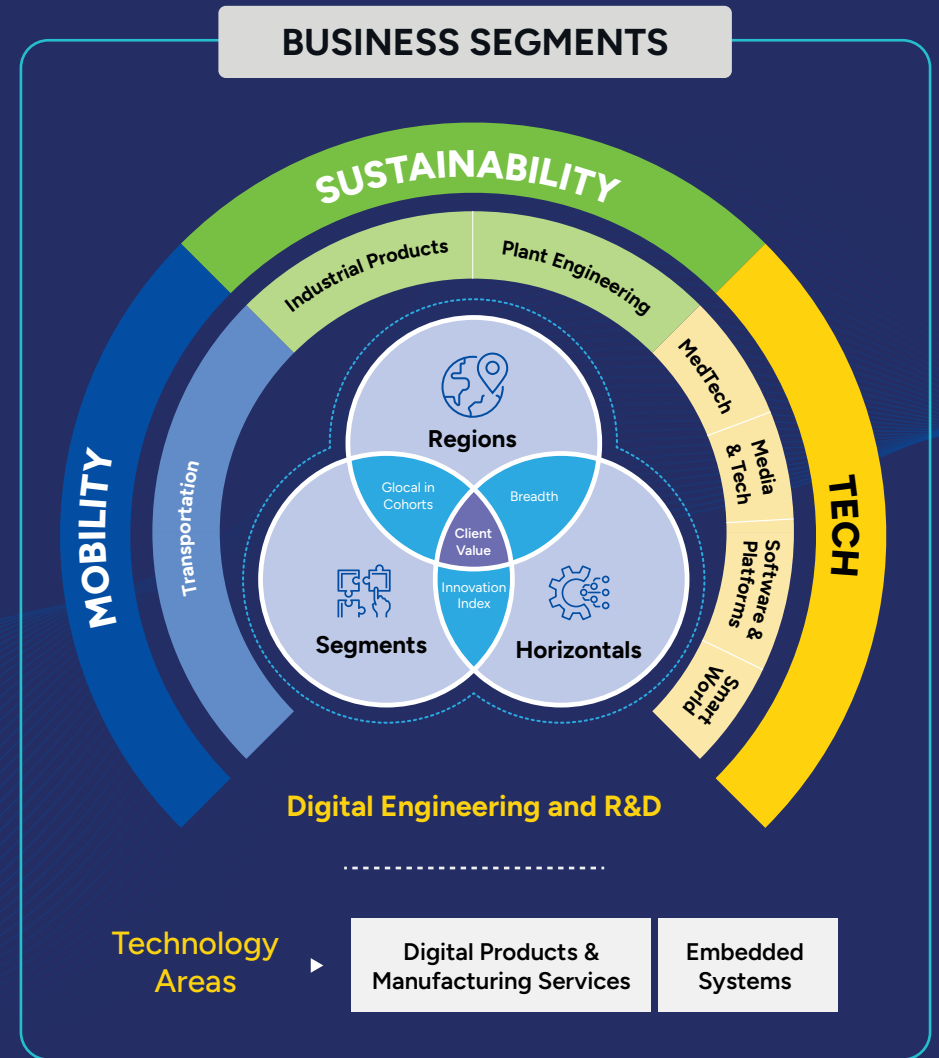 BUSINESS SEGMENTS
SUSTAINABILITY
Industrial Products
Plant Engineering
MOBILITY
Transportation
TECH
MedTech
Media
& Tech
Software &
Platforms
Smart
World
Regions
Glocal in
Cohorts
Breadth
Client
Value
Innovation
Index
Segments
Horizontals
Digital Engineering and R&D
Technology
Areas
Digital Products &
Manufacturing Services
Embedded
Systems